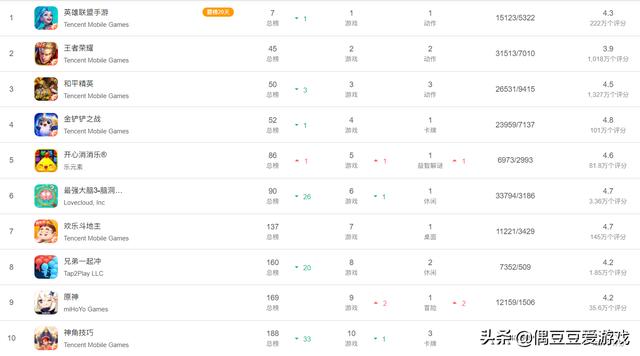 1 英雄联盟手游 霸榜20天 7 1 1 1 15123/5322 4.3
Tencent Mobile Games 总榜 游戏 动作 222万个评分
2 王者荣耀 45 2 2 31513/7010 3.9
Tencent Mobile Games 总榜 游戏 动作 1,018万个评分
3 和平精英 50 3 3 3 26531/9415 4.5
Tencent Mobile Games 总榜 游戏 动作 1,327万个评分
4 金铲铲之战 52 1 4 1 23959/7137 4.8
Tencent Mobile Games 总榜 游戏 卡牌 101万个评分
5 开心消消乐® 86 1 5 1 1 1 6973/2993 4.6
乐元素 总榜 游戏 益智解谜 81.8万个评分
6 最强大脑3-脑洞... 90 26 6 1 1 33794/3186 4.7
Lovecloud, Inc 总榜 游戏 休闲 3.36万个评分
7 欢乐斗地主 137 7 1 11221/3429 4.7
Tencent Mobile Games 总榜 游戏 桌面 145万个评分
8 兄弟一起冲 160 20 8 2 7352/509 4.2
Tap2Play LLC 总榜 游戏 休闲 1.85万个评分
9 原神 169 9 2 1 2 12159/1506 4.2
miHoYo Games 总榜 游戏 冒险 35.6万个评分
10 神角技巧 188 33 10 1 3
Tencent Mobile Games 总榜 游戏 卡牌
头条 @偶豆豆爱游戏